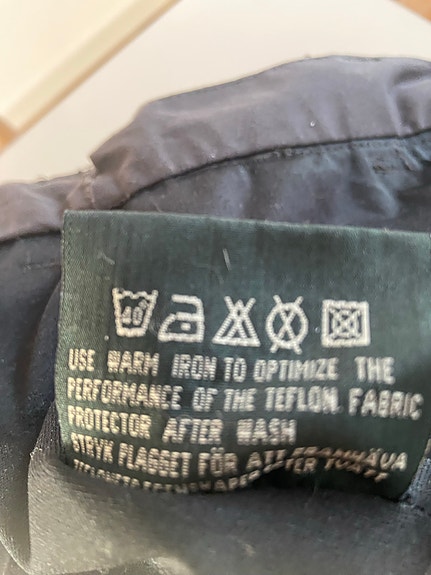 40
USE WARM IRON TO OPTIMIZE THE
PERFORMANCE OF THE TEFLON FABRIC
PROTECTOR AFTER WASH
STRYK PLAGGET FÖR ATT FRAMHÄVA